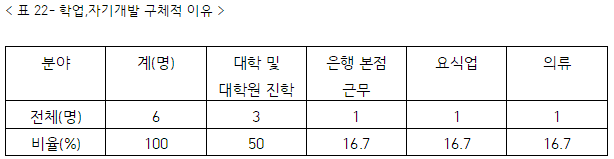 < 표 22- 학업,자기개발 구체적 이유 >
분야 계(명) 대학 및 대학원 진학 은행 본점 근무 요식업 의류
전체(명) 6 3 1 1 1
비율(%) 100 50 16.7 16.7 16.7